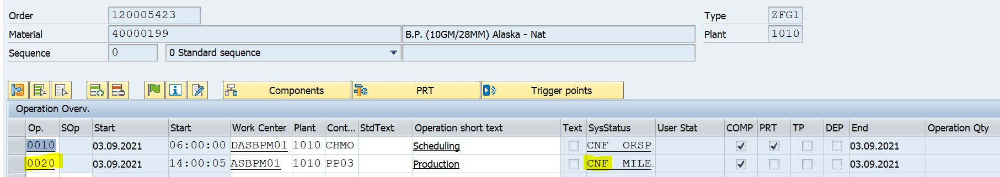 Order 120005423 Type ZFG1
Material 40000199 B.P. (10GM/28MM) Alaska - Nat Plant 1010
Sequence 0 0 Standard sequence
Components PRT Trigger points
Operation Overv.
Op. SOp Start Start Work Center Plant Cont... StdText Operation short text Text SysStatus User Stat COMP PRT TP DEP End Operation Qty
0010 03.09.2021 06:00:00 DASBPM01 1010 CHMO Scheduling CNF ORSP... 03.09.2021
0020 03.09.2021 14:00:05 ASBPM01 1010 PP03 Production CNF MILE... 03.09.2021